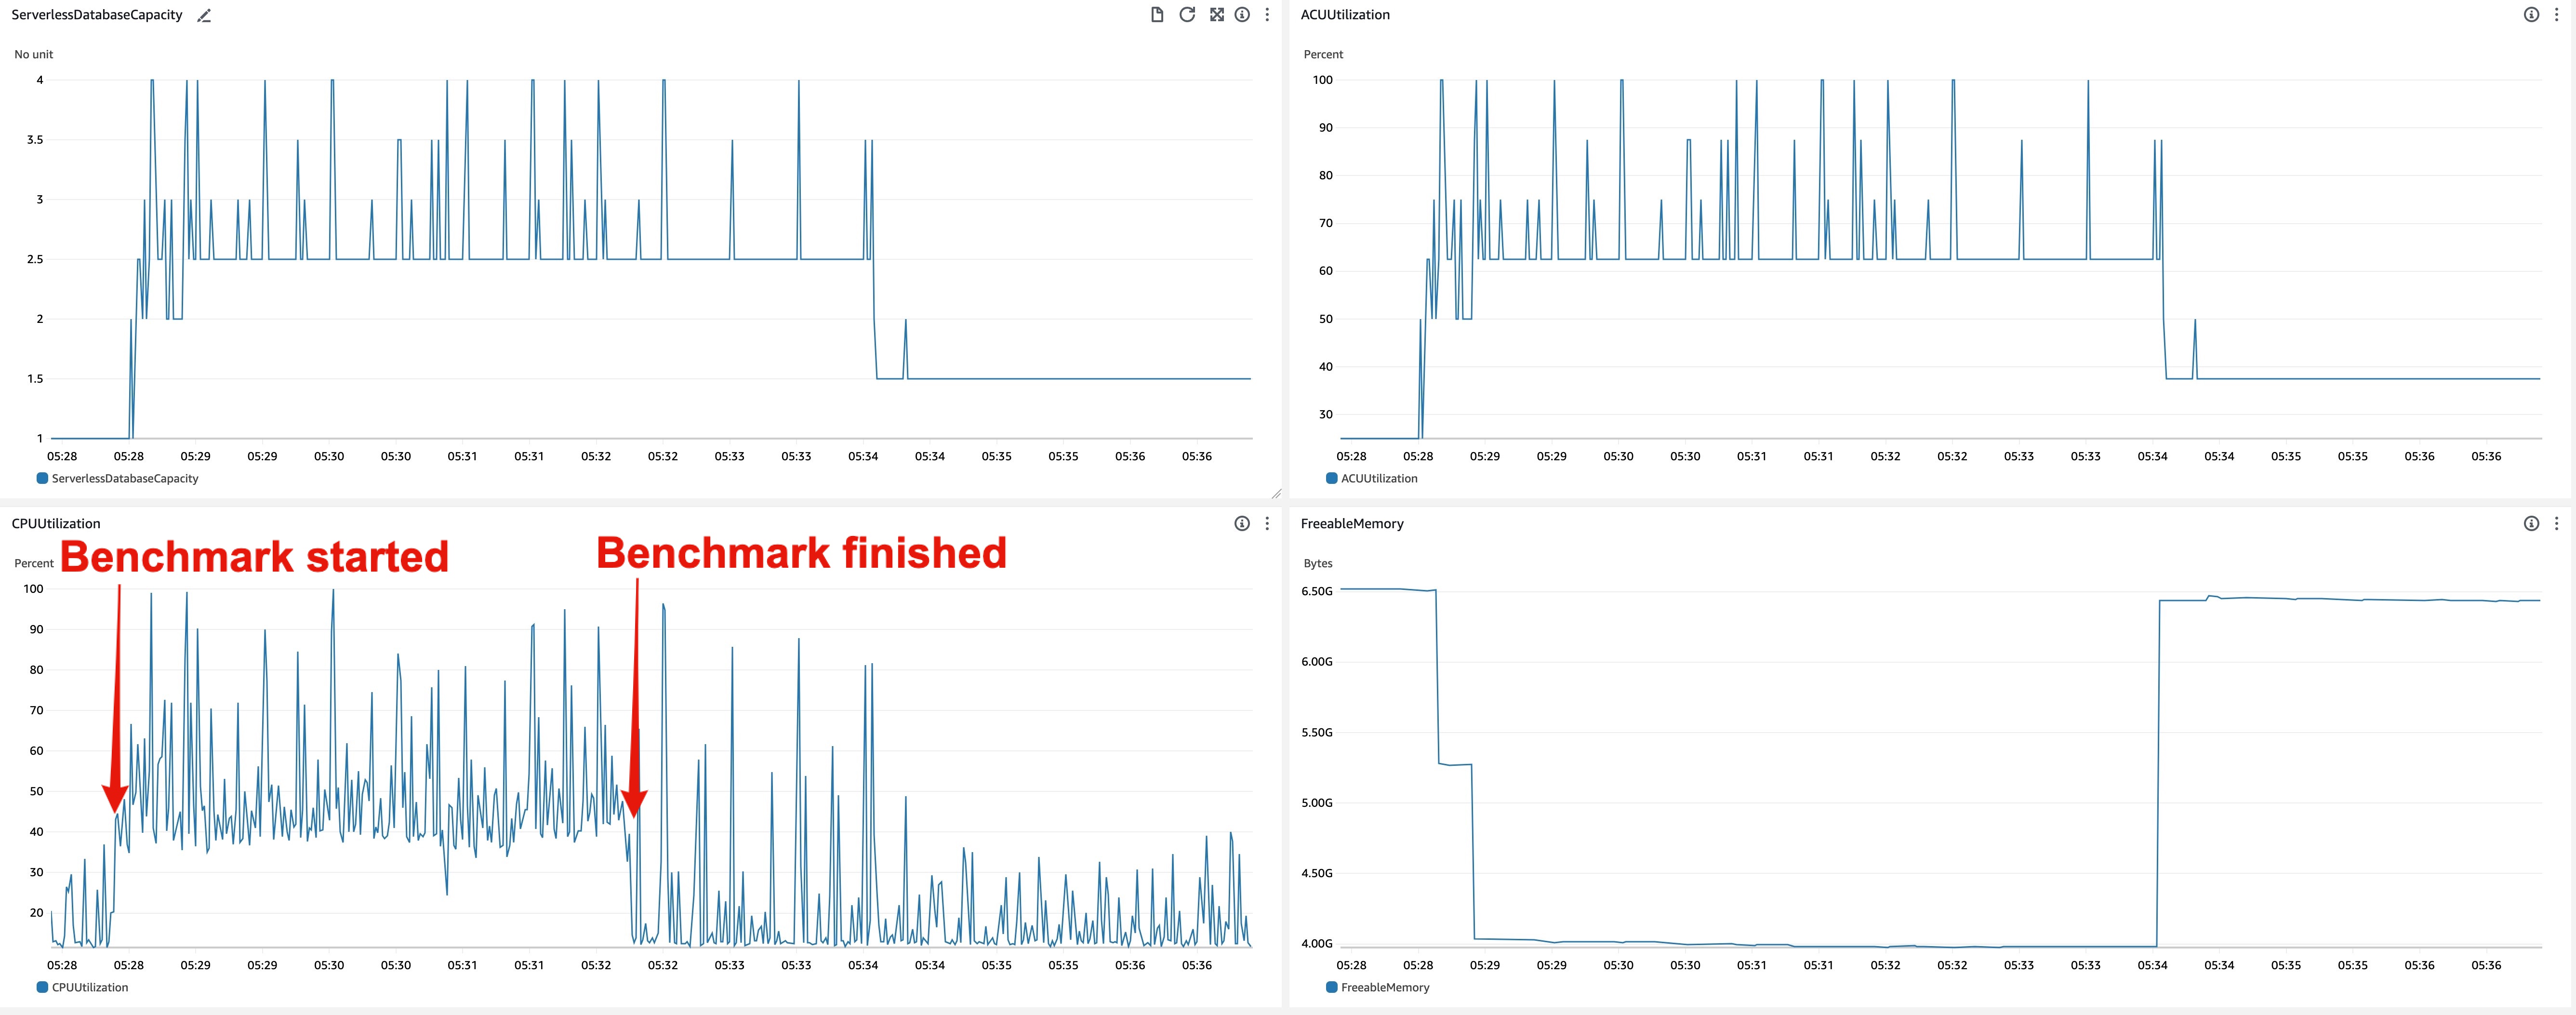 ServerlessDatabaseCapacity
No unit
4
3.5
3
2.5
2
1.5
1
05:28 05:28 05:29 05:29 05:30 05:30 05:31 05:31 05:32 05:32 05:33 05:33 05:34 05:34 05:35 05:35 05:36 05:36
ServerlessDatabaseCapacity
ACUUtilization
Percent
100
90
80
70
60
50
40
30
05:28 05:28 05:29 05:29 05:30 05:30 05:31 05:31 05:32 05:32 05:33 05:33 05:34 05:34 05:35 05:35 05:36 05:36
ACUUtilization
CPUUtilization
Percent
Benchmark started
Benchmark finished
100
90
80
70
60
50
40
30
20
05:28 05:28 05:29 05:29 05:30 05:30 05:31 05:31 05:32 05:32 05:33 05:33 05:34 05:34 05:35 05:35 05:36 05:36
CPUUtilization
FreeableMemory
Bytes
6.50G
6.00G
5.50G
5.00G
4.50G
4.00G
05:28 05:28 05:29 05:29 05:30 05:30 05:31 05:31 05:32 05:32 05:33 05:33 05:34 05:34 05:35 05:35 05:36 05:36
FreeableMemory